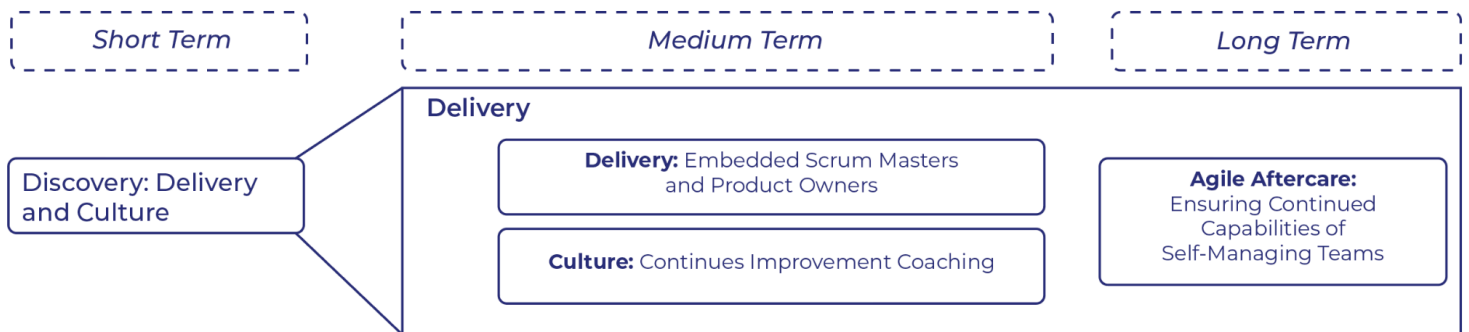 Short Term
Medium Term
Long Term
Delivery
Discovery: Delivery
and Culture
Delivery: Embedded Scrum Masters
and Product Owners
Culture: Continues Improvement Coaching
Agile Aftercare:
Ensuring Continued
Capabilities of
Self-Managing Teams